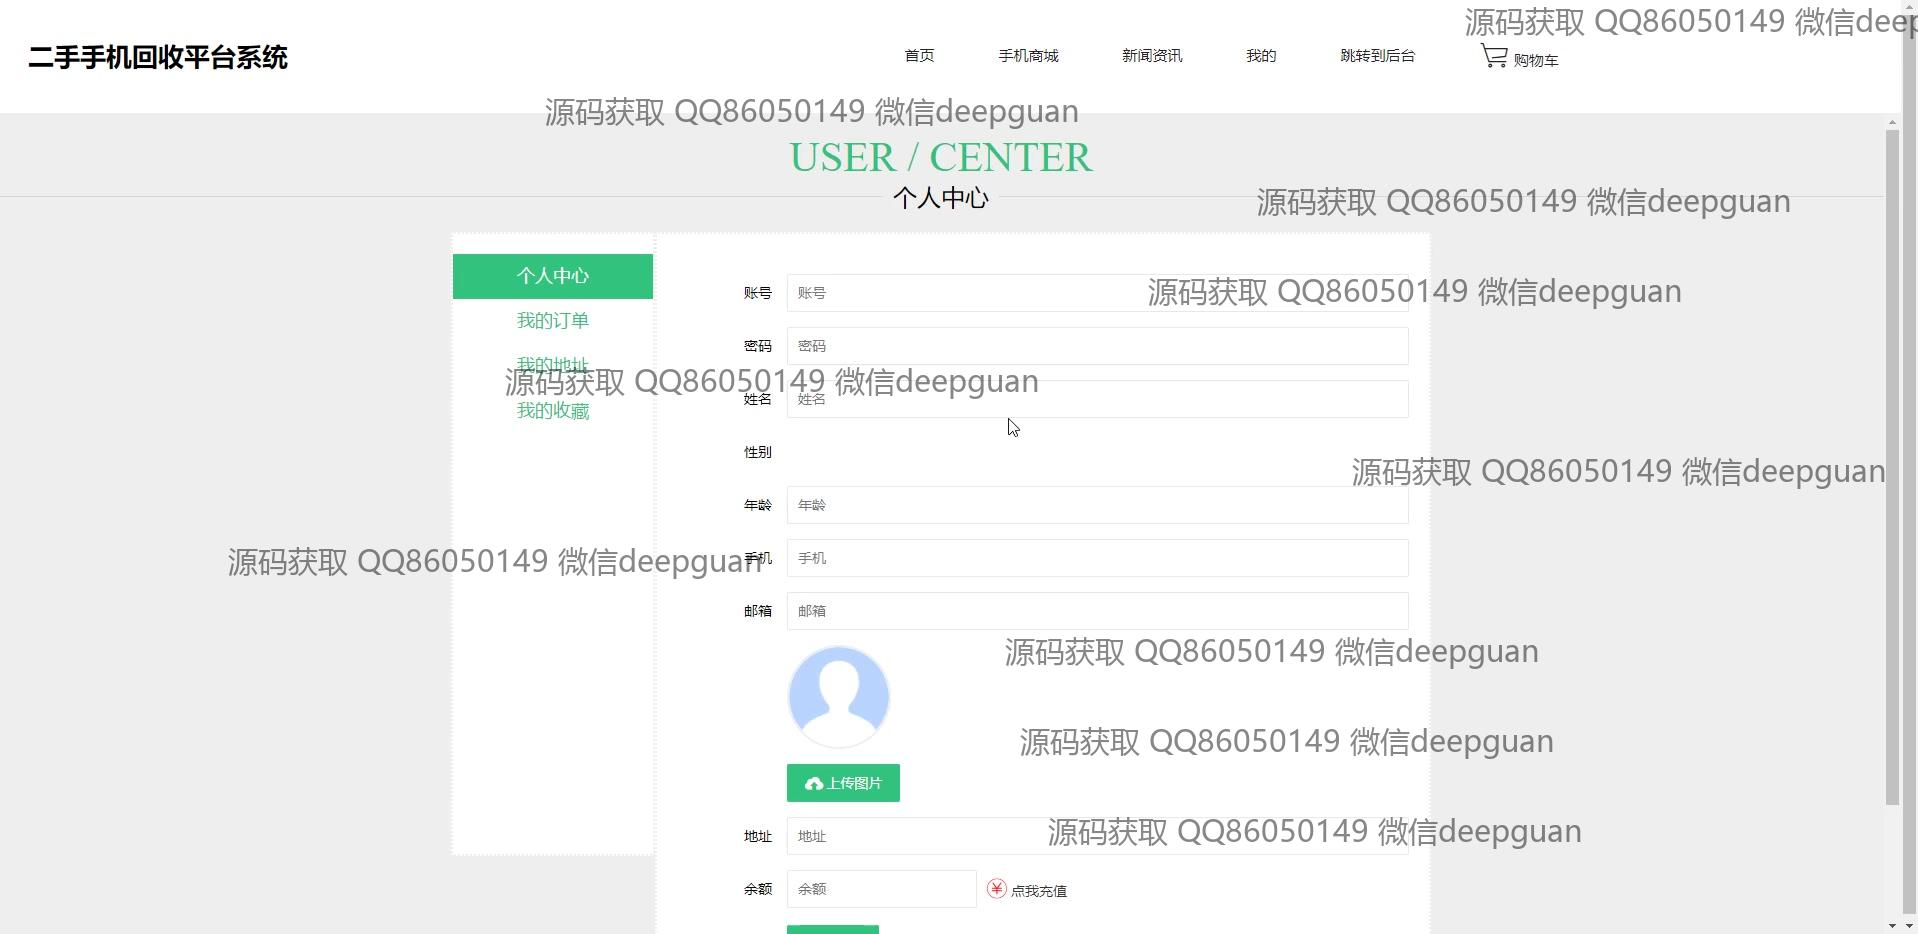 源码获取 QQ86050149 微信deep
二手手机回收平台系统
首页 手机商城 新闻资讯 我的 跳转到后台 购物车
源码获取 QQ86050149 微信deepguan
USER / CENTER
个人中心
源码获取 QQ86050149 微信deepguan
个人中心
账号 账号
源码获取 QQ86050149 微信deepguan
我的订单
密码 密码
我的地址
源码获取 QQ86050149 微信deepguan
姓名 姓名
我的收藏
性别
源码获取 QQ86050149 微信deepguan
年龄 年龄
源码获取 QQ86050149 微信deepguan
手机 手机
邮箱 邮箱
源码获取 QQ86050149 微信deepguan
源码获取 QQ86050149 微信deepguan
上传图片
地址 地址
源码获取 QQ86050149 微信deepguan
余额 余额 点我充值